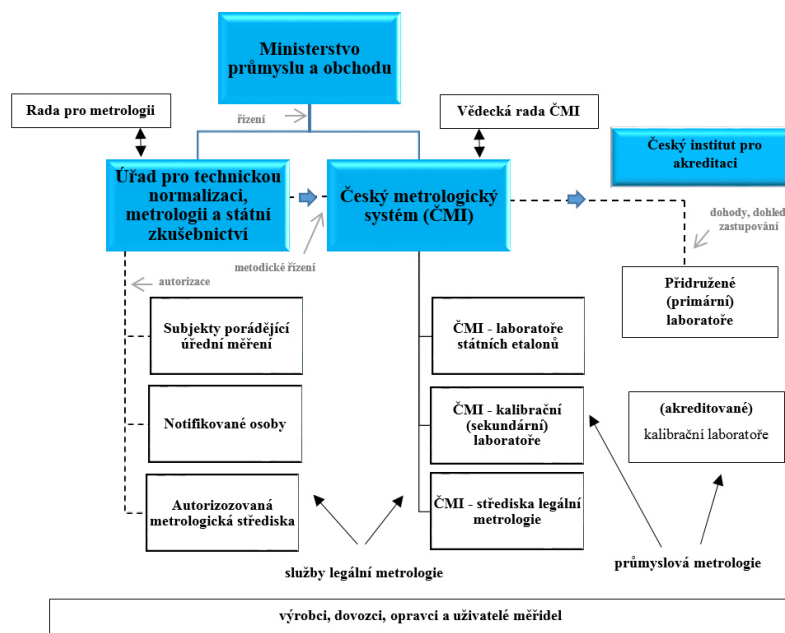 Ministerstvo
průmyslu a obchodu
Rada pro metrologii
řízení
Vědecká rada ČMI
Český institut pro
akreditaci
Úřad pro technickou
normalizaci,
metrologii a státní
zkušebnictví
Český metrologický
systém (ČMI)
dohody, dohled
zastupování
metodické řízení
autorizace
Přidružené
(primární)
laboratoře
Subjekty porádějící
úřední měření
ČMI - laboratoře
státních etalonů
Notifikované osoby
ČMI - kalibrační
(sekundární)
laboratoře
(akreditované)
kalibrační laboratoře
Autorizozovaná
metrologická střediska
ČMI - střediska legální
metrologie
služby legální metrologie
průmyslová metrologie
výrobci, dovozci, opravci a uživatelé měřidel